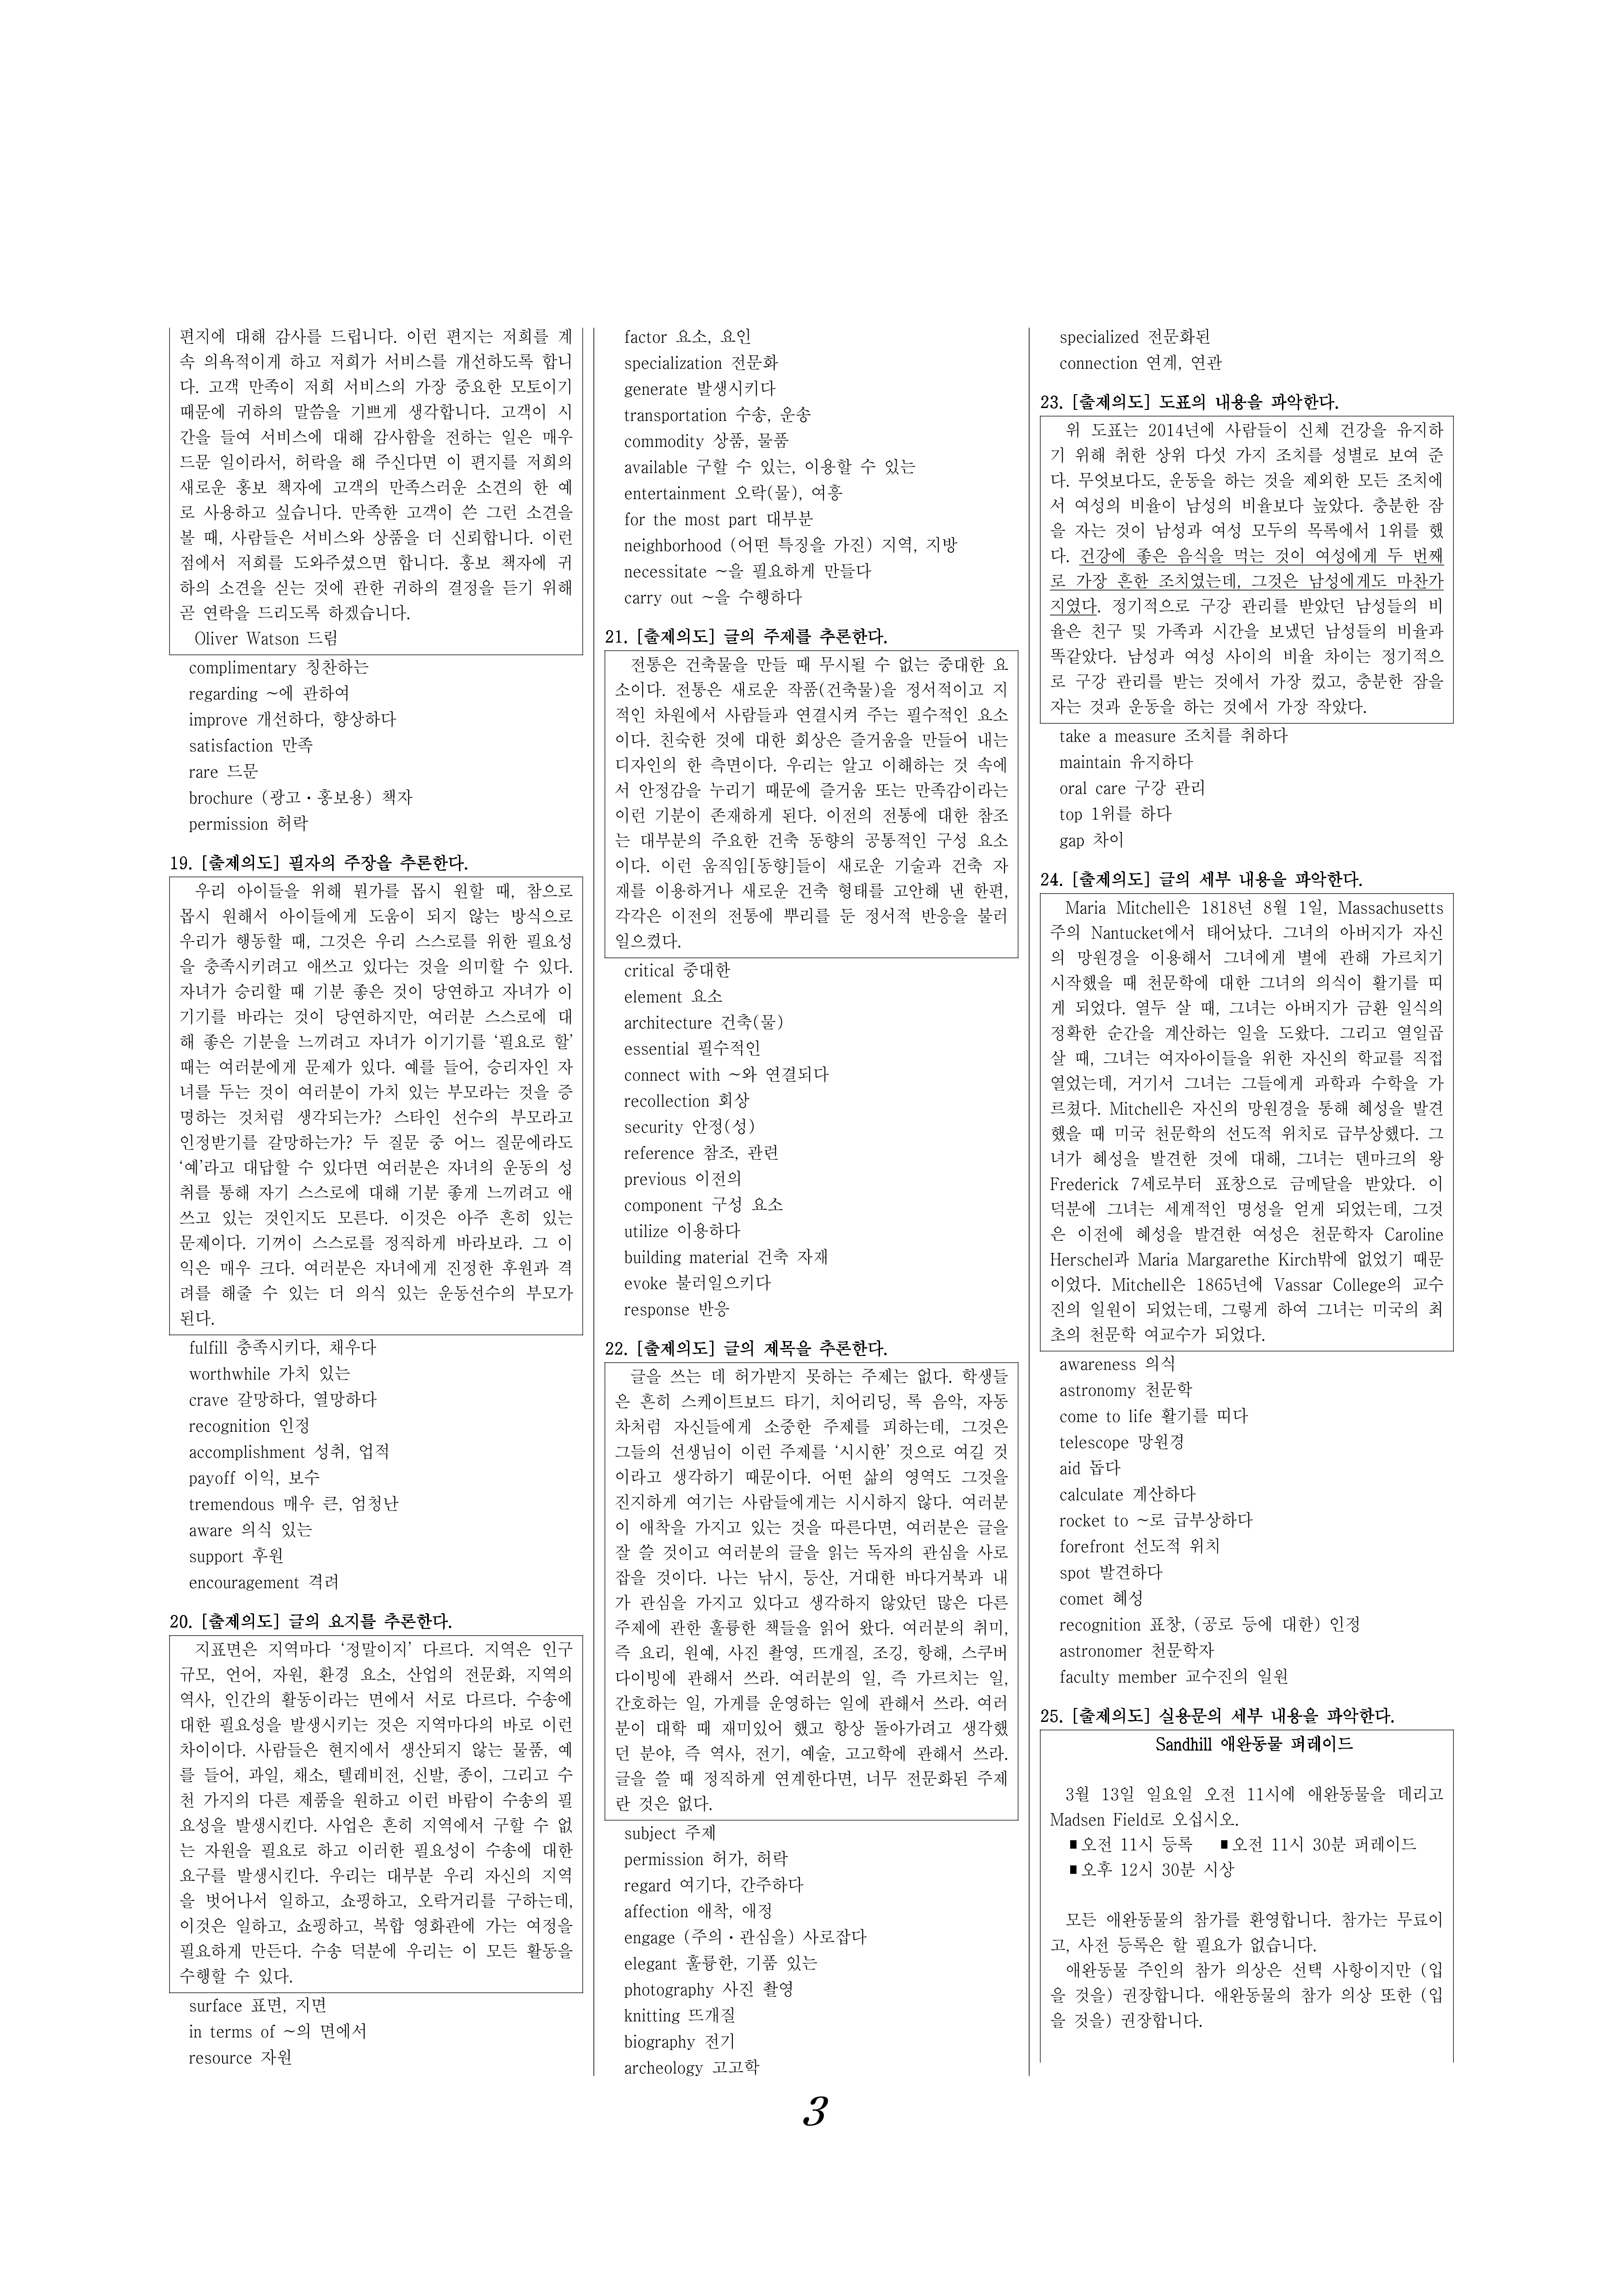 편지에 대해 감사를 드립니다. 이런 편지는 저희를 계
속 의욕적이게 하고 저희가 서비스를 개선하도록 합니
다. 고객 만족이 저희 서비스의 가장 중요한 모토이기
때문에 귀하의 말씀을 기쁘게 생각합니다. 고객이 시
간을 들여 서비스에 대해 감사함을 전하는 일은 매우
드문 일이라서, 허락을 해 주신다면 이 편지를 저희의
새로운 홍보 책자에 고객의 만족스러운 소견의 한 예
로 사용하고 싶습니다. 만족한 고객이 쓴 그런 소견을
볼 때, 사람들은 서비스와 상품을 더 신뢰합니다. 이런
점에서 저희를 도와주셨으면 합니다. 홍보 책자에 귀
하의 소견을 싣는 것에 관한 귀하의 결정을 듣기 위해
곧 연락을 드리도록 하겠습니다.
Oliver Watson 드림
complimentary 칭찬하는
regarding ~에 관하여
improve 개선하다, 향상하다
satisfaction 만족
rare 드문
brochure (광고・홍보용) 책자
permission 허락
19. [출제의도] 필자의 주장을 추론한다.
우리 아이들을 위해 뭔가를 몹시 원할 때, 참으로
몹시 원해서 아이들에게 도움이 되지 않는 방식으로
우리가 행동할 때, 그것은 우리 스스로를 위한 필요성
을 충족시키려고 애쓰고 있다는 것을 의미할 수 있다.
자녀가 승리할 때 기분 좋은 것이 당연하고 자녀가 이
기기를 바라는 것이 당연하지만, 여러분 스스로에 대
해 좋은 기분을 느끼려고 자녀가 이기기를 ‘필요로 할’
때는 여러분에게 문제가 있다. 예를 들어, 승리자인 자
녀를 두는 것이 여러분이 가치 있는 부모라는 것을 증
명하는 것처럼 생각되는가? 스타인 선수의 부모라고
인정받기를 갈망하는가? 두 질문 중 어느 질문에라도
‘예’라고 대답할 수 있다면 여러분은 자녀의 운동의 성
취를 통해 자기 스스로에 대해 기분 좋게 느끼려고 애
쓰고 있는 것인지도 모른다. 이것은 아주 흔히 있는
문제이다. 기꺼이 스스로를 정직하게 바라보라. 그 이
익은 매우 크다. 여러분은 자녀에게 진정한 후원과 격
려를 해줄 수 있는 더 의식 있는 운동선수의 부모가
된다.
fulfill 충족시키다, 채우다
worthwhile 가치 있는
crave 갈망하다, 열망하다
recognition 인정
accomplishment 성취, 업적
payoff 이익, 보수
tremendous 매우 큰, 엄청난
aware 의식 있는
support 후원
encouragement 격려
20. [출제의도] 글의 요지를 추론한다.
지표면은 지역마다 ‘정말이지’ 다르다. 지역은 인구
규모, 언어, 자원, 환경 요소, 산업의 전문화, 지역의
역사, 인간의 활동이라는 면에서 서로 다르다. 수송에
대한 필요성을 발생시키는 것은 지역마다의 바로 이런
차이이다. 사람들은 현지에서 생산되지 않는 물품, 예
를 들어, 과일, 채소, 텔레비전, 신발, 종이, 그리고 수
천 가지의 다른 제품을 원하고 이런 바람이 수송의 필
요성을 발생시킨다. 사업은 흔히 지역에서 구할 수 없
는 자원을 필요로 하고 이러한 필요성이 수송에 대한
요구를 발생시킨다. 우리는 대부분 우리 자신의 지역
을 벗어나서 일하고, 쇼핑하고, 오락거리를 구하는데,
이것은 일하고, 쇼핑하고, 복합 영화관에 가는 여정을
필요하게 만든다. 수송 덕분에 우리는 이 모든 활동을
수행할 수 있다.
surface 표면, 지면
in terms of ~의 면에서
resource 자원
factor 요소, 요인
specialization 전문화
generate 발생시키다
transportation 수송, 운송
commodity 상품, 물품
available 구할 수 있는, 이용할 수 있는
entertainment 오락(물), 여흥
for the most part 대부분
neighborhood (어떤 특징을 가진) 지역, 지방
necessitate ~을 필요하게 만들다
carry out ~을 수행하다
21. [출제의도] 글의 주제를 추론한다.
전통은 건축물을 만들 때 무시될 수 없는 중대한 요
소이다. 전통은 새로운 작품(건축물)을 정서적이고 지
적인 차원에서 사람들과 연결시켜 주는 필수적인 요소
이다. 친숙한 것에 대한 회상은 즐거움을 만들어 내는
디자인의 한 측면이다. 우리는 알고 이해하는 것 속에
서 안정감을 누리기 때문에 즐거움 또는 만족감이라는
이런 기분이 존재하게 된다. 이전의 전통에 대한 참조
는 대부분의 주요한 건축 동향의 공통적인 구성 요소
이다. 이런 움직임[동향]들이 새로운 기술과 건축 자
재를 이용하거나 새로운 건축 형태를 고안해 낸 한편,
각각은 이전의 전통에 뿌리를 둔 정서적 반응을 불러
일으켰다.
critical 중대한
element 요소
architecture 건축(물)
essential 필수적인
connect with ~와 연결되다
recollection 회상
security 안정(성)
reference 참조, 관련
previous 이전의
component 구성 요소
utilize 이용하다
building material 건축 자재
evoke 불러일으키다
response 반응
22. [출제의도] 글의 제목을 추론한다.
글을 쓰는 데 허가받지 못하는 주제는 없다. 학생들
은 흔히 스케이트보드 타기, 치어리딩, 록 음악, 자동
차처럼 자신들에게 소중한 주제를 피하는데, 그것은
그들의 선생님이 이런 주제를 ‘시시한’ 것으로 여길 것
이라고 생각하기 때문이다. 어떤 삶의 영역도 그것을
진지하게 여기는 사람들에게는 시시하지 않다. 여러분
이 애착을 가지고 있는 것을 따른다면, 여러분은 글을
잘 쓸 것이고 여러분의 글을 읽는 독자의 관심을 사로
잡을 것이다. 나는 낚시, 등산, 거대한 바다거북과 내
가 관심을 가지고 있다고 생각하지 않았던 많은 다른
주제에 관한 훌륭한 책들을 읽어 왔다. 여러분의 취미,
즉 요리, 원예, 사진 촬영, 뜨개질, 조깅, 항해, 스쿠버
다이빙에 관해서 쓰라. 여러분의 일, 즉 가르치는 일,
간호하는 일, 가게를 운영하는 일에 관해서 쓰라. 여러
분이 대학 때 재미있어 했고 항상 돌아가려고 생각했
던 분야, 즉 역사, 전기, 예술, 고고학에 관해서 쓰라.
글을 쓸 때 정직하게 연계한다면, 너무 전문화된 주제
란 것은 없다.
subject 주제
permission 허가, 허락
regard 여기다, 간주하다
affection 애착, 애정
engage (주의・관심을) 사로잡다
elegant 훌륭한, 기품 있는
photography 사진 촬영
knitting 뜨개질
biography 전기
archeology 고고학
specialized 전문화된
connection 연계, 연관
23. [출제의도] 도표의 내용을 파악한다.
위 도표는 2014년에 사람들이 신체 건강을 유지하
기 위해 취한 상위 다섯 가지 조치를 성별로 보여 준
다. 무엇보다도, 운동을 하는 것을 제외한 모든 조치에
서 여성의 비율이 남성의 비율보다 높았다. 충분한 잠
을 자는 것이 남성과 여성 모두의 목록에서 1위를 했
다. 건강에 좋은 음식을 먹는 것이 여성에게 두 번째
로 가장 흔한 조치였는데, 그것은 남성에게도 마찬가
지였다. 정기적으로 구강 관리를 받았던 남성들의 비
율은 친구 및 가족과 시간을 보냈던 남성들의 비율과
똑같았다. 남성과 여성 사이의 비율 차이는 정기적으
로 구강 관리를 받는 것에서 가장 컸고, 충분한 잠을
자는 것과 운동을 하는 것에서 가장 작았다.
take a measure 조치를 취하다
maintain 유지하다
oral care 구강 관리
top 1위를 하다
gap 차이
24. [출제의도] 글의 세부 내용을 파악한다.
Maria Mitchell은 1818년 8월 1일, Massachusetts
주의 Nantucket에서 태어났다. 그녀의 아버지가 자신
의 망원경을 이용해서 그녀에게 별에 관해 가르치기
시작했을 때 천문학에 대한 그녀의 의식이 활기를 띠
게 되었다. 열두 살 때, 그녀는 아버지가 금환 일식의
정확한 순간을 계산하는 일을 도왔다. 그리고 열일곱
살 때, 그녀는 여자아이들을 위한 자신의 학교를 직접
열었는데, 거기서 그녀는 그들에게 과학과 수학을 가
르쳤다. Mitchell은 자신의 망원경을 통해 혜성을 발견
했을 때 미국 천문학의 선도적 위치로 급부상했다. 그
녀가 혜성을 발견한 것에 대해, 그녀는 덴마크의 왕
Frederick 7세로부터 표창으로 금메달을 받았다. 이
덕분에 그녀는 세계적인 명성을 얻게 되었는데, 그것
은 이전에 혜성을 발견한 여성은 천문학자 Caroline
Herschel과 Maria Margarethe Kirch밖에 없었기 때문
이었다. Mitchell은 1865년에 Vassar College의 교수
진의 일원이 되었는데, 그렇게 하여 그녀는 미국의 최
초의 천문학 여교수가 되었다.
awareness 의식
astronomy 천문학
come to life 활기를 띠다
telescope 망원경
aid 돕다
calculate 계산하다
rocket to ~로 급부상하다
forefront 선도적 위치
spot 발견하다
comet 혜성
recognition 표창, (공로 등에 대한) 인정
astronomer 천문학자
faculty member 교수진의 일원
25. [출제의도] 실용문의 세부 내용을 파악한다.
Sandhill 애완동물 퍼레이드
3월 13일 일요일 오전 11시에 애완동물을 데리고
Madsen Field로 오십시오.
■오전 11시 등록 ■오전 11시 30분 퍼레이드
■오후 12시 30분 시상
모든 애완동물의 참가를 환영합니다. 참가는 무료이
고, 사전 등록은 할 필요가 없습니다.
애완동물 주인의 참가 의상은 선택 사항이지만 (입
을 것을) 권장합니다. 애완동물의 참가 의상 또한 (입
을 것을) 권장합니다.
3